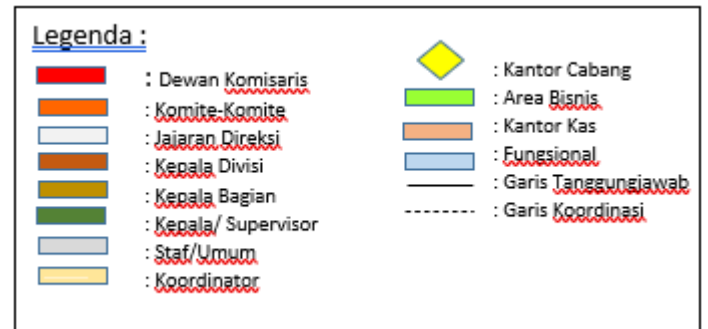 Legenda :
: Dewan Komisaris
: Komite-Komite
: Jajaran Direksi
: Kepala Divisi
: Kepala Bagian
: Kepala/ Supervisor
: Staf/Umum
: Koordinator
: Kantor Cabang
: Area Bisnis
: Kantor Kas
: Fungsional
: Garis Tanggungjawab
: Garis Koordinasi